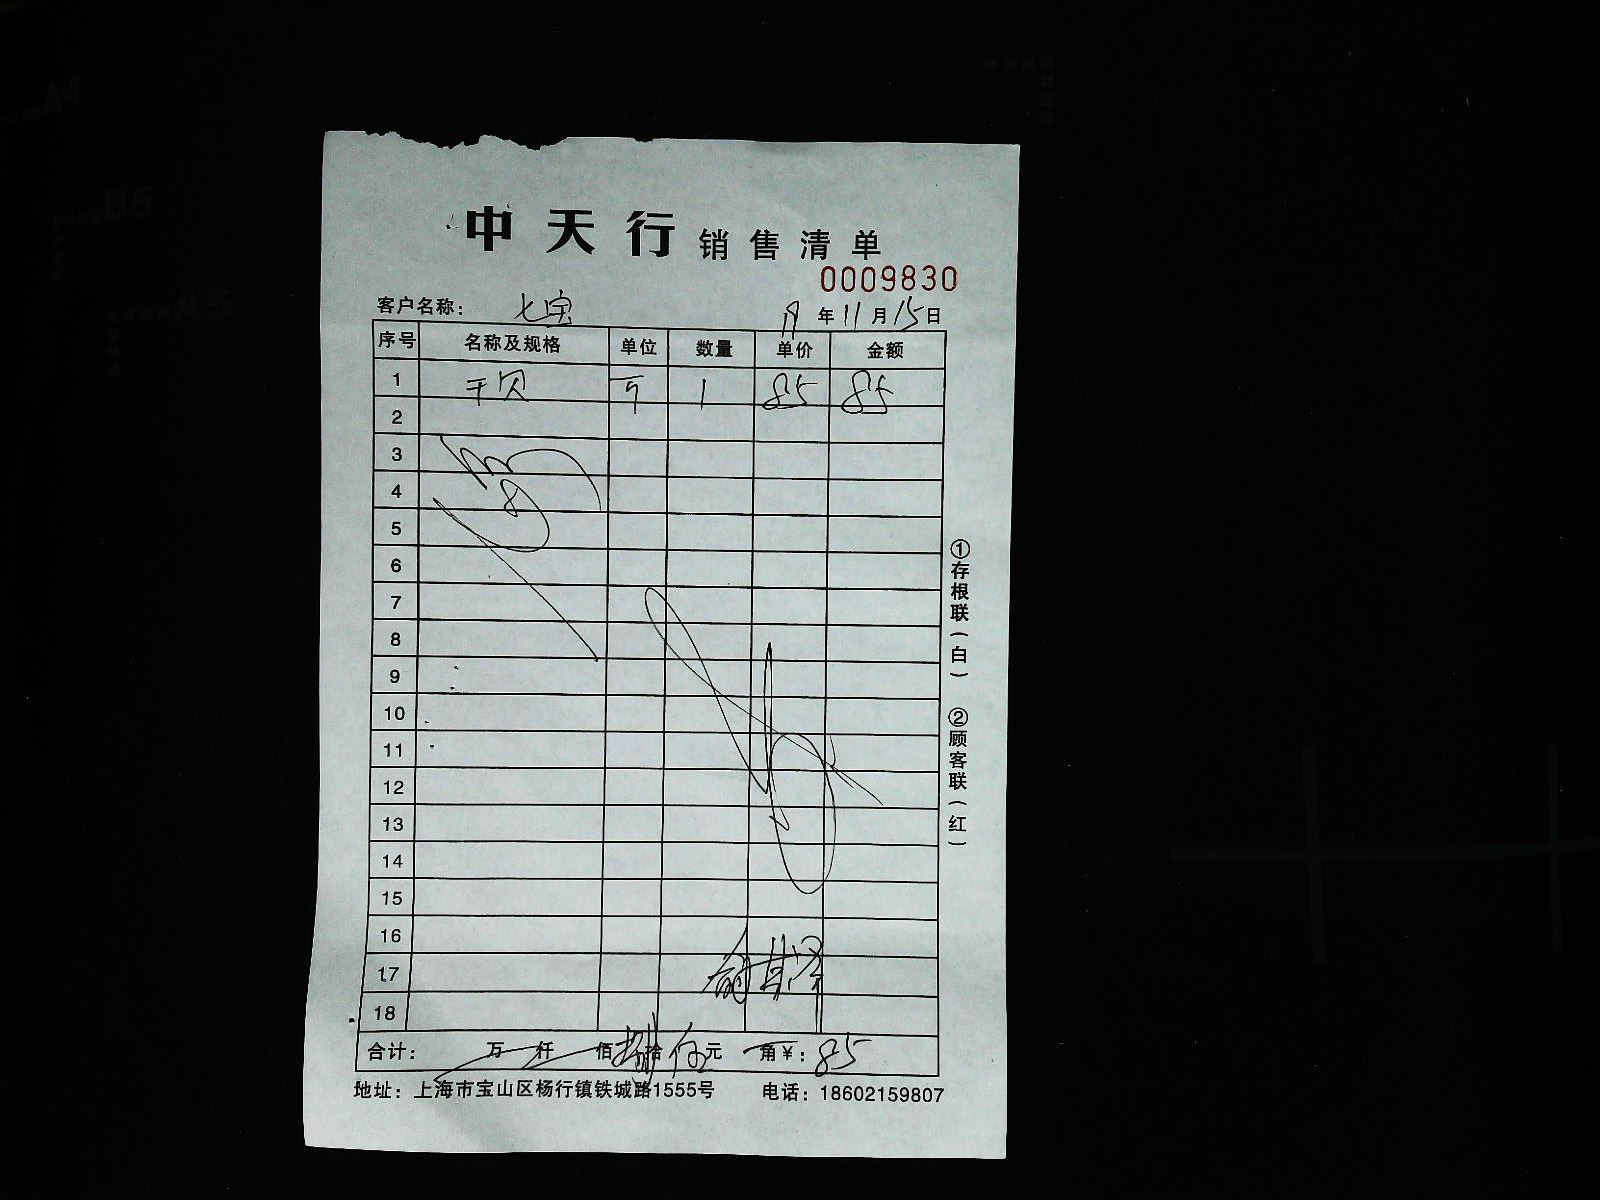 中天行 销售清单
0009830
客户名称: 七宝 19 年 11 月 15 日
序号 名称及规格 单位 数量 单价 金额
1 干贝 1 85 85
2
3
4
5
6
7
8
9
10
11
12
13
14
15
16
17
18
合计: 万 仟 佰 捌 拾 伍 元 角 ¥: 85
地址: 上海市宝山区杨行镇铁城路1555号 电话: 18602159807
①存根联(白) ②顾客联(红)
A4
B5
A5